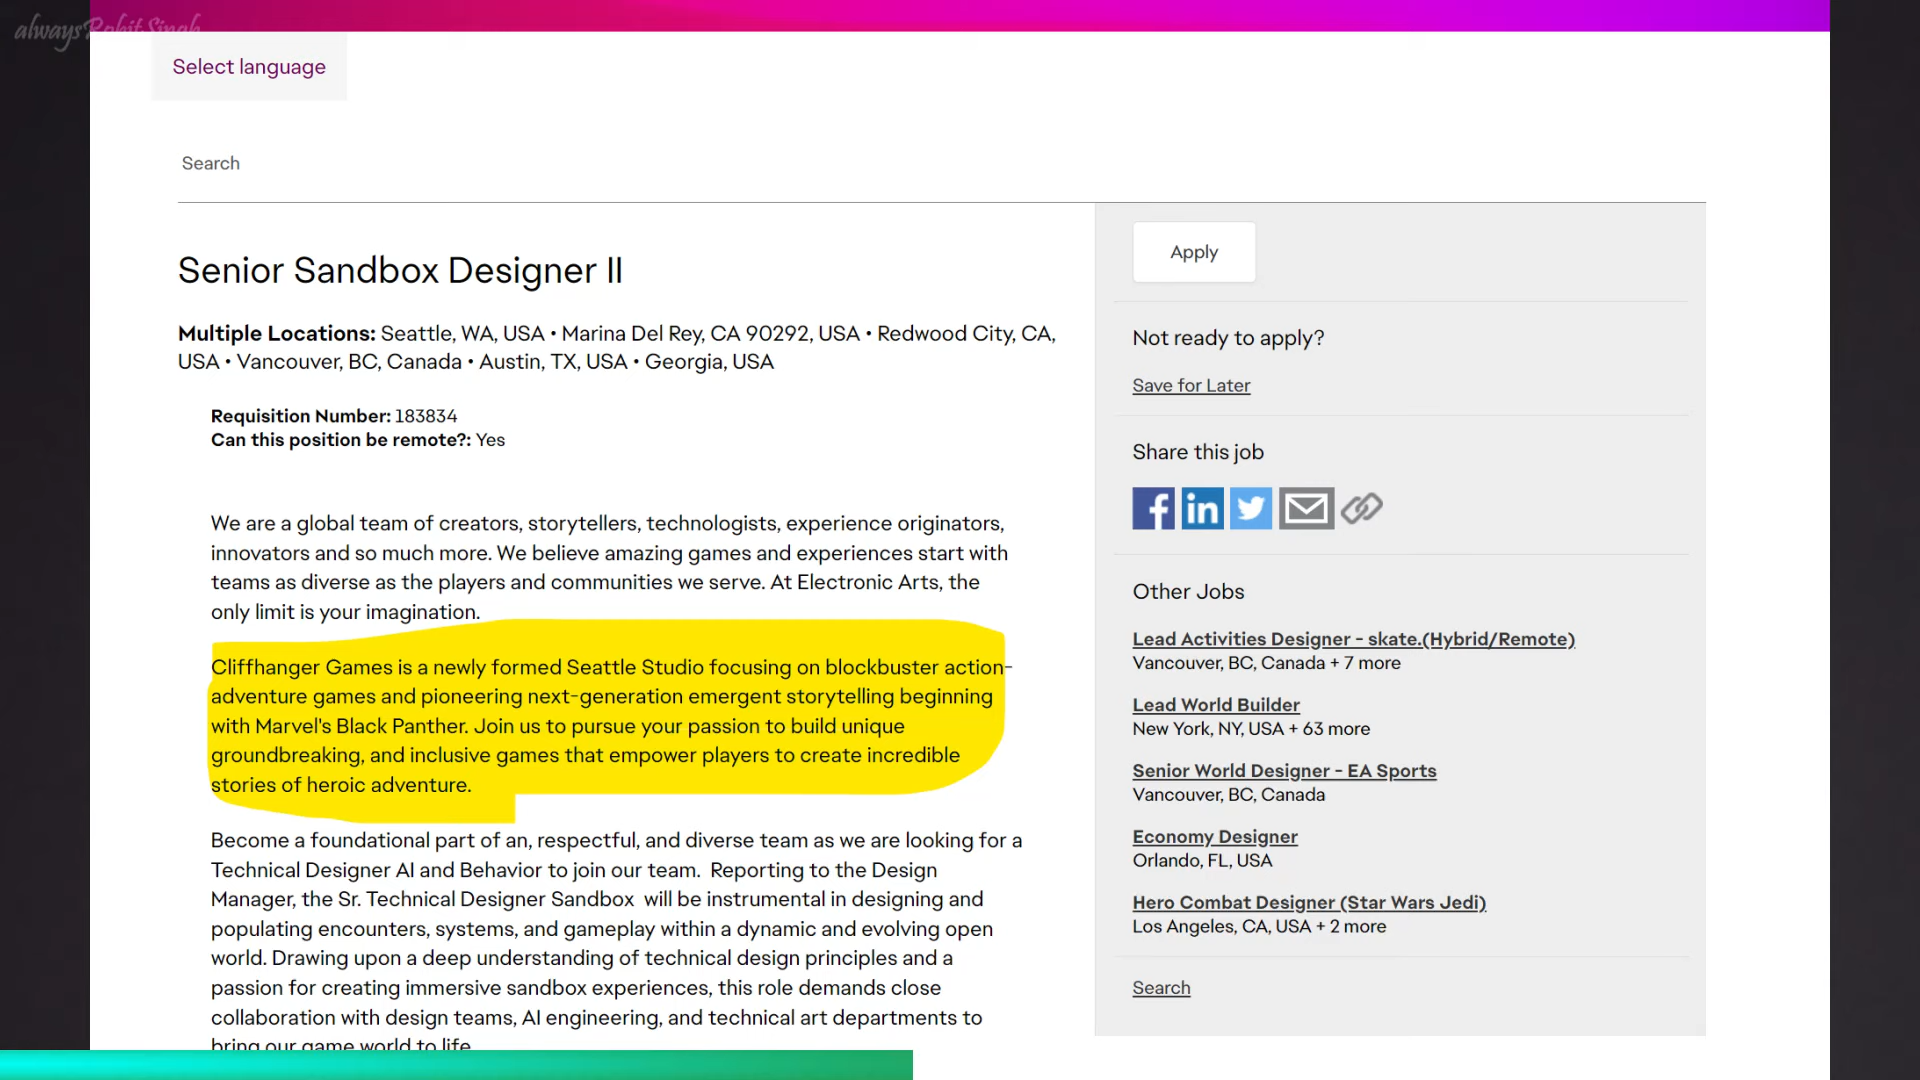 alwaysRohitSingh
Select language
Search
Senior Sandbox Designer II
Multiple Locations: Seattle, WA, USA • Marina Del Rey, CA 90292, USA • Redwood City, CA,
USA • Vancouver, BC, Canada • Austin, TX, USA • Georgia, USA
Requisition Number: 183834
Can this position be remote?: Yes
We are a global team of creators, storytellers, technologists, experience originators,
innovators and so much more. We believe amazing games and experiences start with
teams as diverse as the players and communities we serve. At Electronic Arts, the
only limit is your imagination.
Cliffhanger Games is a newly formed Seattle Studio focusing on blockbuster action-
adventure games and pioneering next-generation emergent storytelling beginning
with Marvel's Black Panther. Join us to pursue your passion to build unique
groundbreaking, and inclusive games that empower players to create incredible
stories of heroic adventure.
Become a foundational part of an, respectful, and diverse team as we are looking for a
Technical Designer AI and Behavior to join our team. Reporting to the Design
Manager, the Sr. Technical Designer Sandbox will be instrumental in designing and
populating encounters, systems, and gameplay within a dynamic and evolving open
world. Drawing upon a deep understanding of technical design principles and a
passion for creating immersive sandbox experiences, this role demands close
collaboration with design teams, AI engineering, and technical art departments to
bring our game world to life
Apply
Not ready to apply?
Save for Later
Share this job
Other Jobs
Lead Activities Designer - skate.(Hybrid/Remote)
Vancouver, BC, Canada + 7 more
Lead World Builder
New York, NY, USA + 63 more
Senior World Designer - EA Sports
Vancouver, BC, Canada
Economy Designer
Orlando, FL, USA
Hero Combat Designer (Star Wars Jedi)
Los Angeles, CA, USA + 2 more
Search